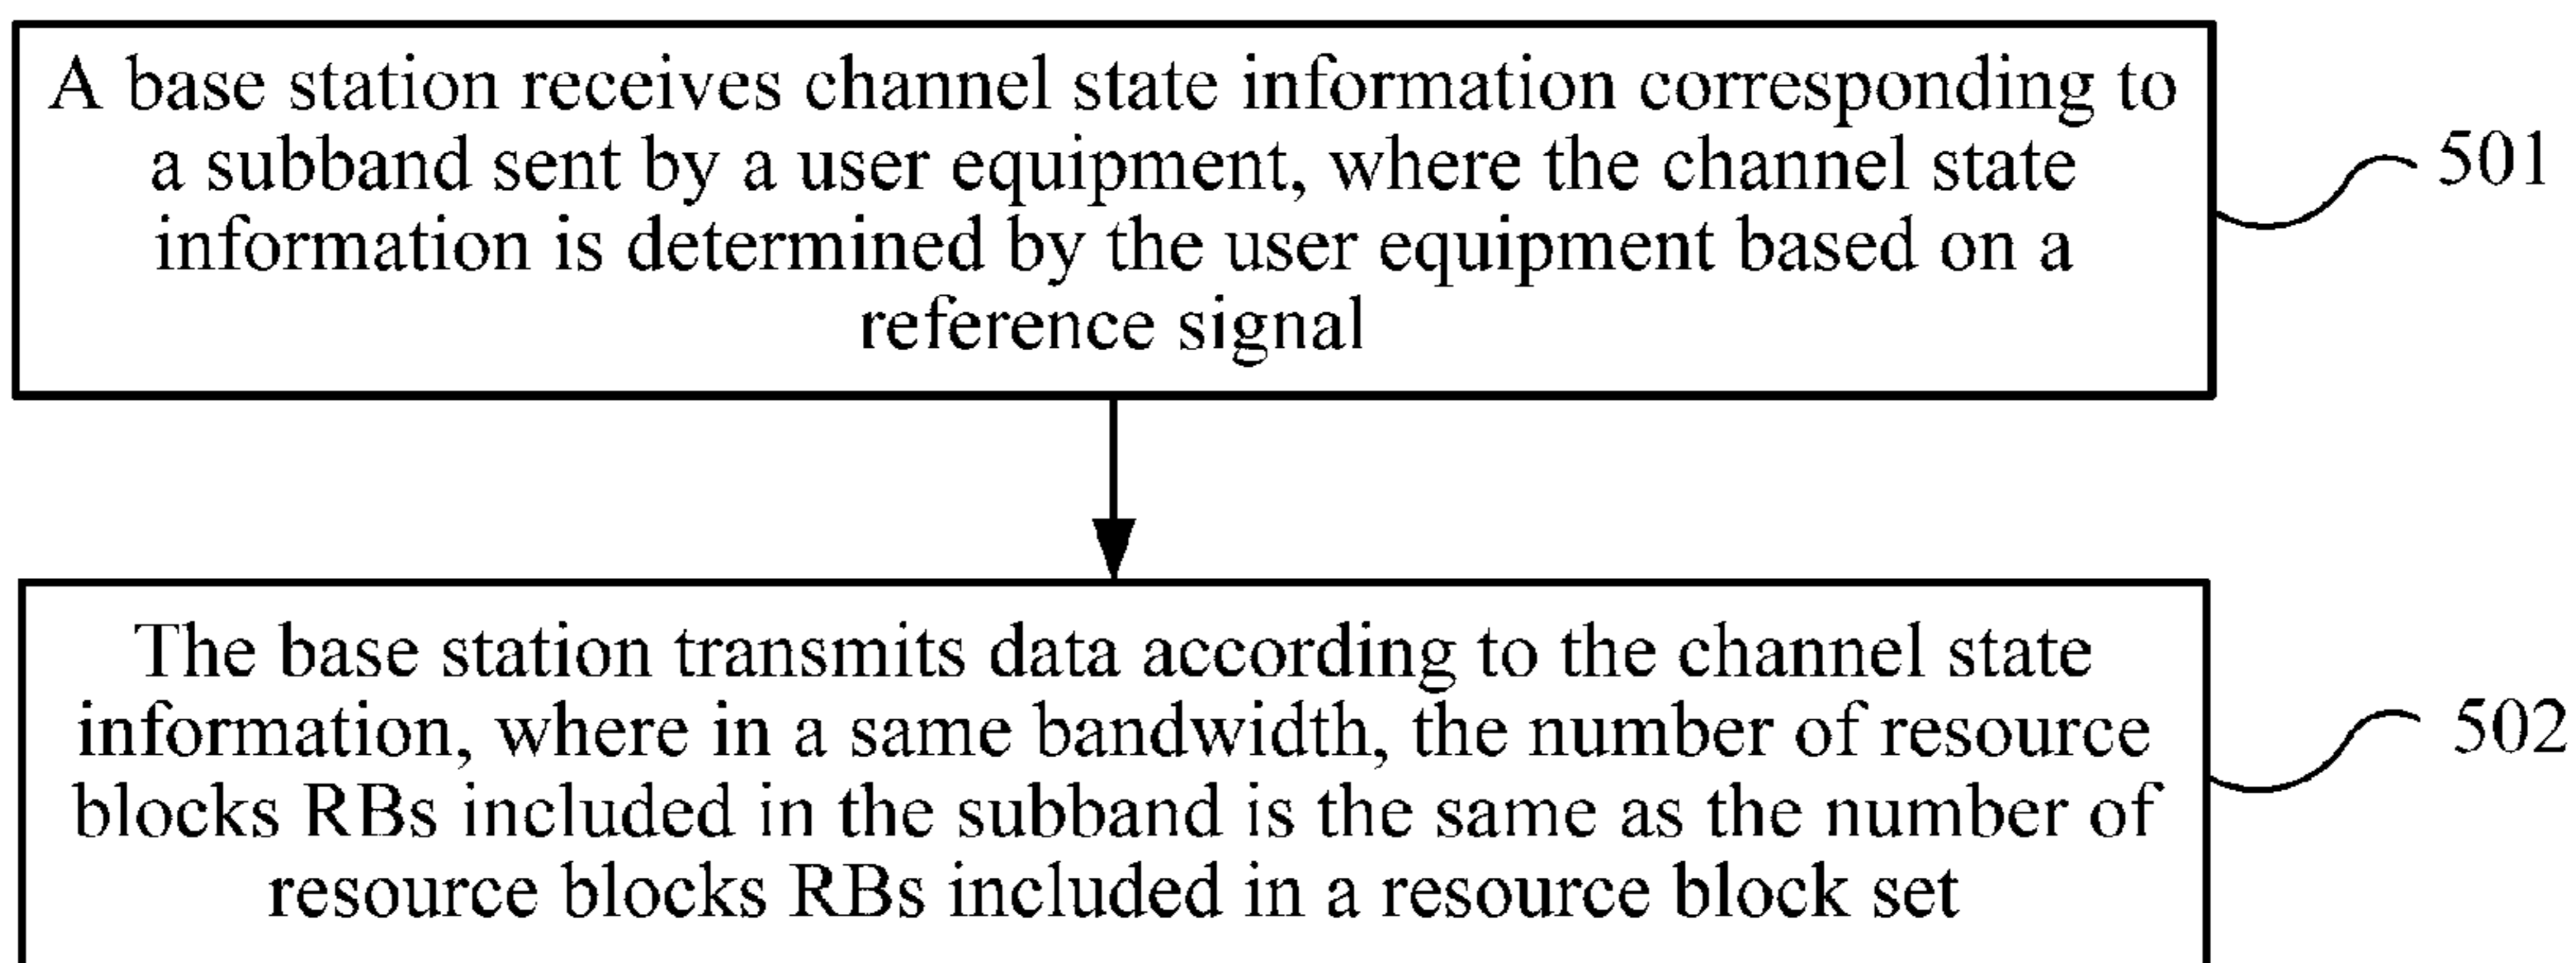 A base station receives channel state information corresponding to
a subband sent by a user equipment, where the channel state
information is determined by the user equipment based on a
reference signal
501
The base station transmits data according to the channel state
information, where in a same bandwidth, the number of resource
blocks RBs included in the subband is the same as the number of
resource blocks RBs included in a resource block set
502